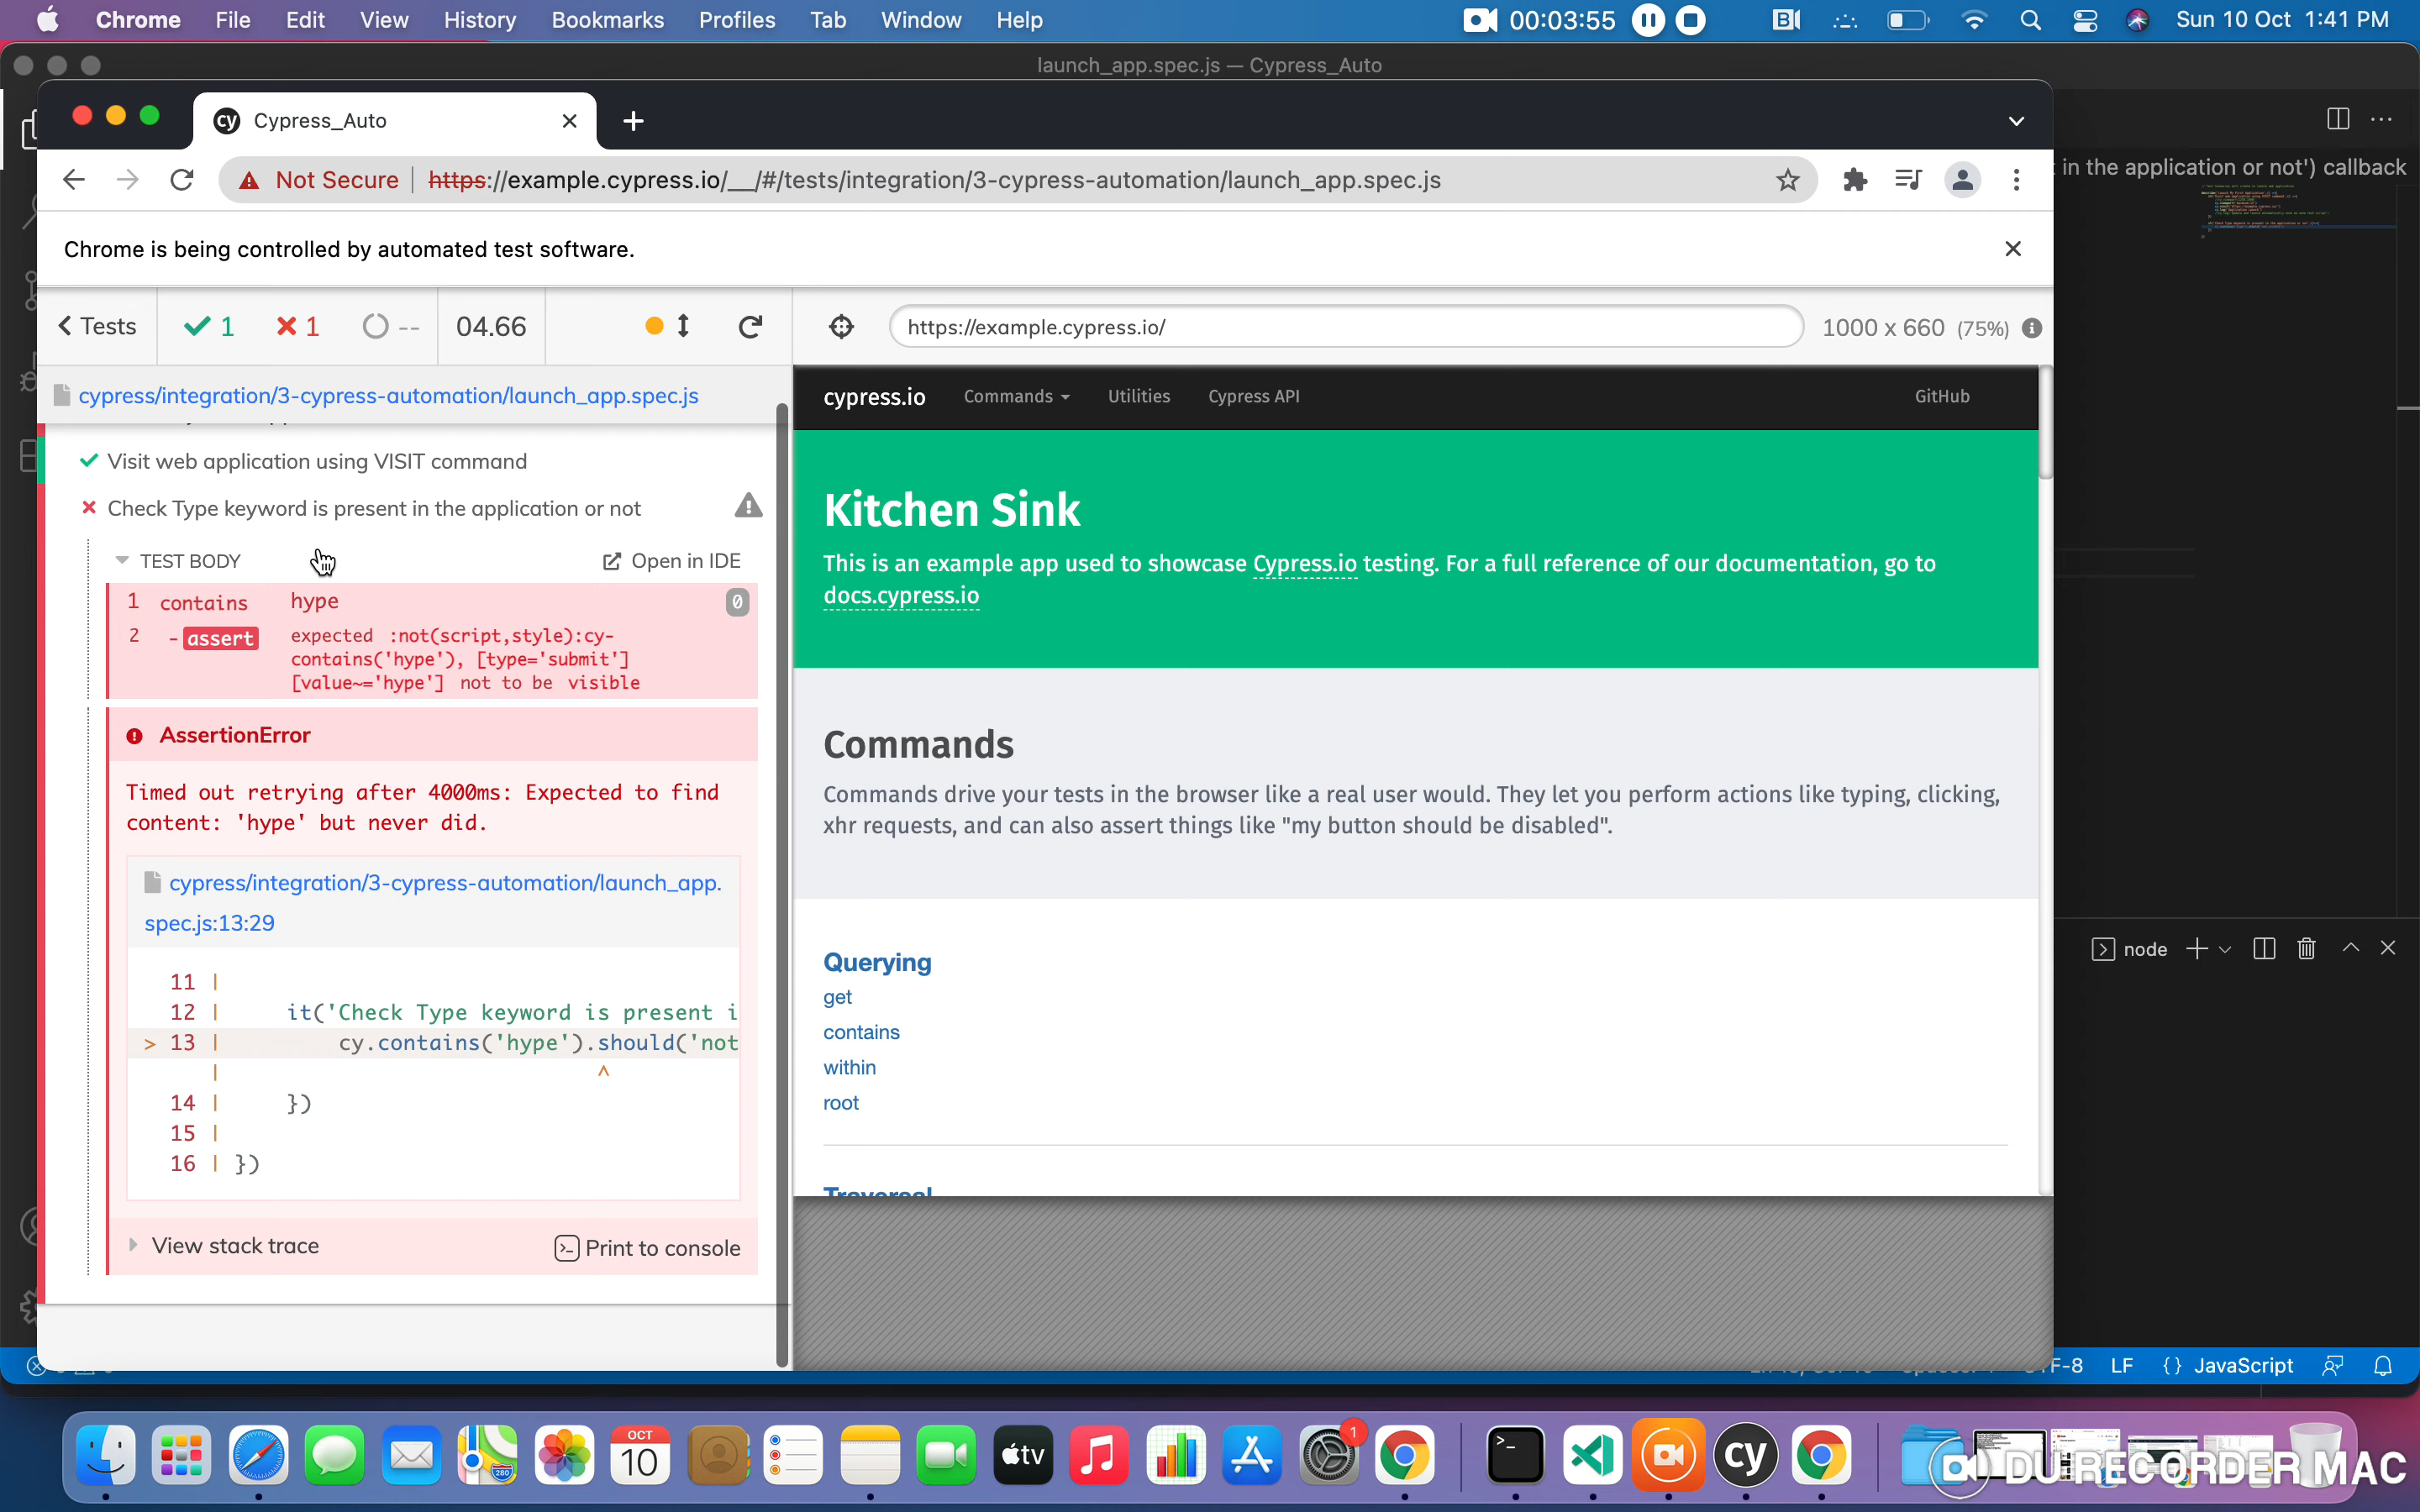 Chrome File Edit View History Bookmarks Profiles Tab Window Help 00:03:55 Sun 10 Oct 1:41 PM
launch_app.spec.js — Cypress_Auto
cy Cypress_Auto
Not Secure https://example.cypress.io/__/#/tests/integration/3-cypress-automation/launch_app.spec.js
in the application or not') callback
Chrome is being controlled by automated test software.
Tests 1 1 -- 04.66
https://example.cypress.io/ 1000 x 660 (75%)
cypress/integration/3-cypress-automation/launch_app.spec.js
cypress.io Commands Utilities Cypress API GitHub
Visit web application using VISIT command
Check Type keyword is present in the application or not
TEST BODY Open in IDE
1 contains hype 0
2 -assert expected :not(script,style):cy-
contains('hype'), [type='submit']
[value~='hype'] not to be visible
AssertionError
Timed out retrying after 4000ms: Expected to find
content: 'hype' but never did.
cypress/integration/3-cypress-automation/launch_app.
spec.js:13:29
11 |
12 | it('Check Type keyword is present i
> 13 | cy.contains('hype').should('not
| ^
14 | })
15 |
16 | })
View stack trace Print to console
Kitchen Sink
This is an example app used to showcase Cypress.io testing. For a full reference of our documentation, go to
docs.cypress.io
Commands
Commands drive your tests in the browser like a real user would. They let you perform actions like typing, clicking,
xhr requests, and can also assert things like "my button should be disabled".
Querying
get
contains
within
root
Traversal
node
LF {} JavaScript
OCT
10
280
tv
1
cy
DU RECORDER MAC